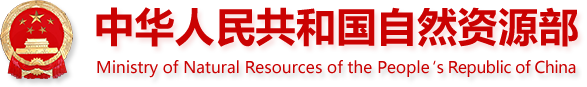 中华人民共和国自然资源部
Ministry of Natural Resources of the People's Republic of China